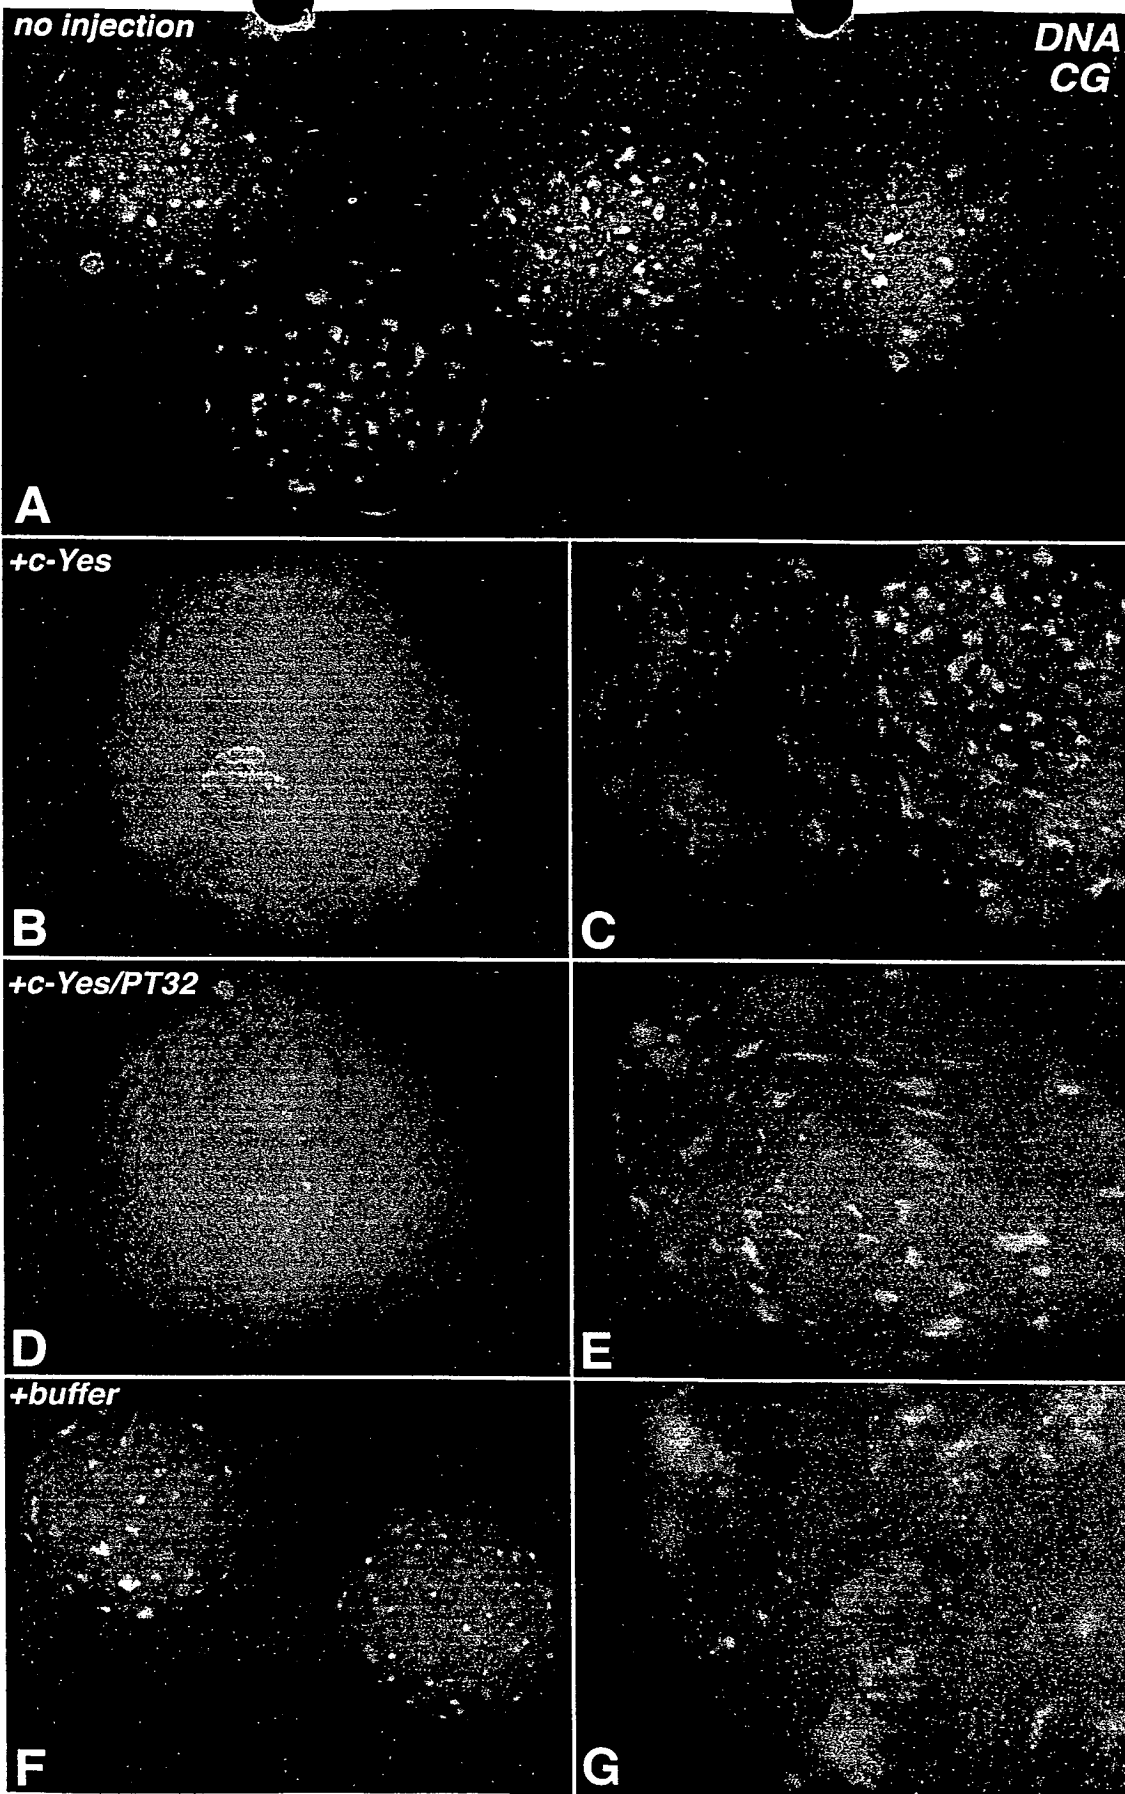 no injection
DNA
CG
A
+c-Yes
B
C
+c-Yes/PT32
D
E
+buffer
F
G